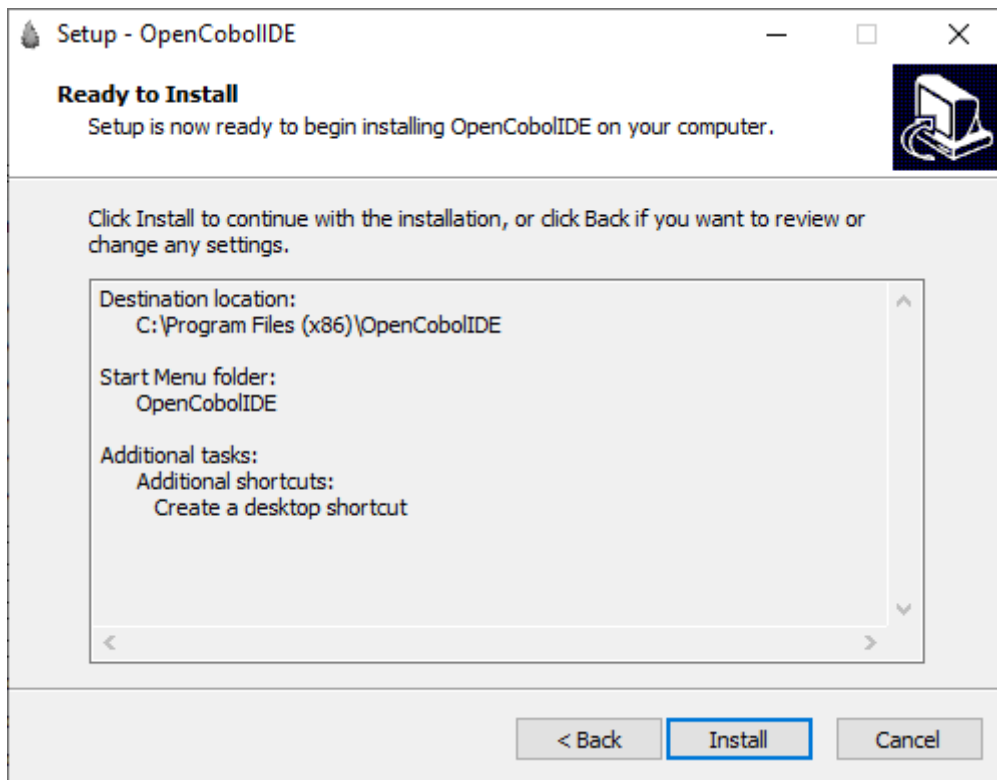 Setup - OpenCobolIDE
Ready to Install
Setup is now ready to begin installing OpenCobolIDE on your computer.
Click Install to continue with the installation, or click Back if you want to review or
change any settings.
Destination location:
C:\Program Files (x86)\OpenCobolIDE
Start Menu folder:
OpenCobolIDE
Additional tasks:
Additional shortcuts:
Create a desktop shortcut
< Back
Install
Cancel